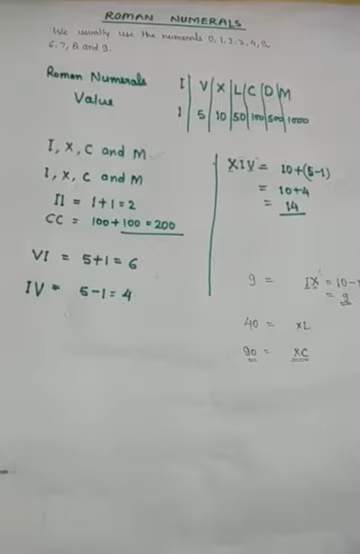 ROMAN NUMERALS
We usually use the numerals 0, 1, 2, 3, 4, 5,
6, 7, 8 and 9.
Roman Numerals I V X L C D M
Value 1 5 10 50 100 500 1000
I, X, C and M
I, X, C and M
II = 1+1=2
CC = 100+100=200
VI = 5+1=6
IV = 5-1=4
XIV = 10+(5-1)
= 10+4
= 14
9 = IX = 10-1
= 9
40 = XL
90 = XC